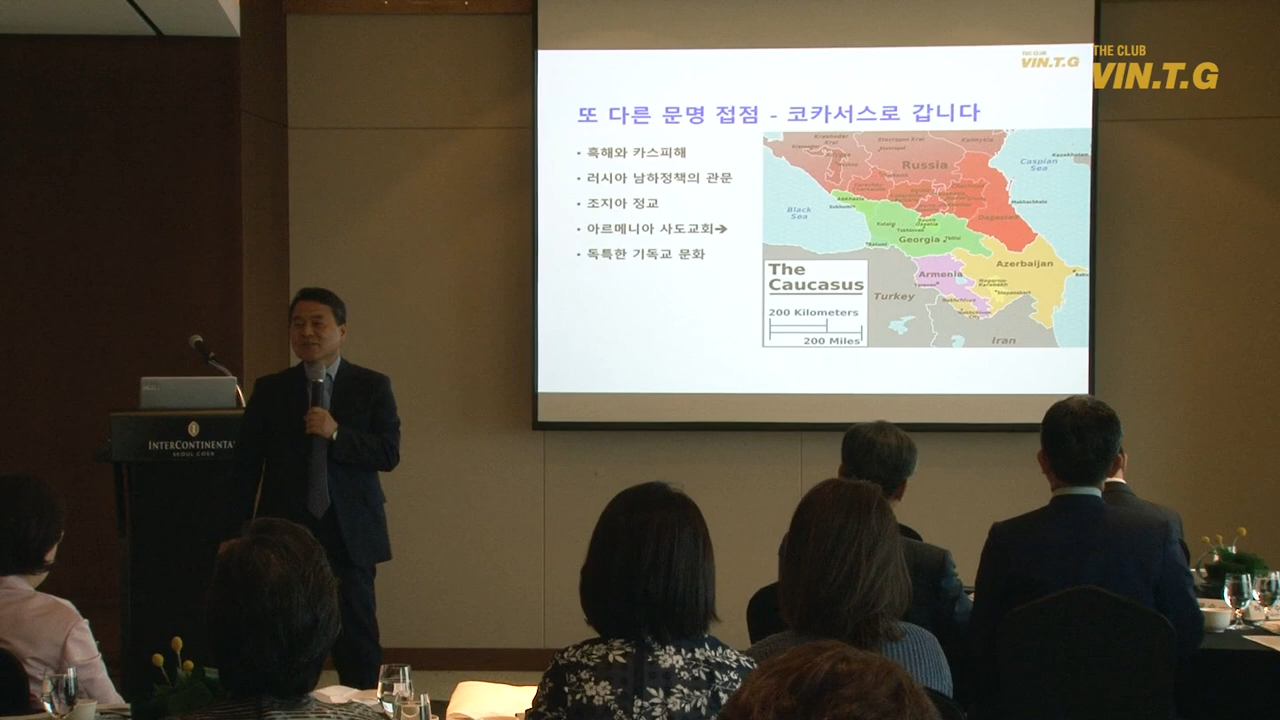 THE CLUB
VIN.T.G
THE CLUB
VIN.T.G
또 다른 문명 접점 - 코카서스로 갑니다
• 흑해와 카스피해
• 러시아 남하정책의 관문
• 조지아 정교
• 아르메니아 사도교회➔
• 독특한 기독교 문화
Russia
Caspian
Sea
Kazakhstan
Black
Sea
Dagestan
Georgia
Tbilisi
Azerbaijan
Armenia
Turkey
Iran
The
Caucasus
200 Kilometers
200 Miles
INTERCONTINENTAL
SEOUL COEX